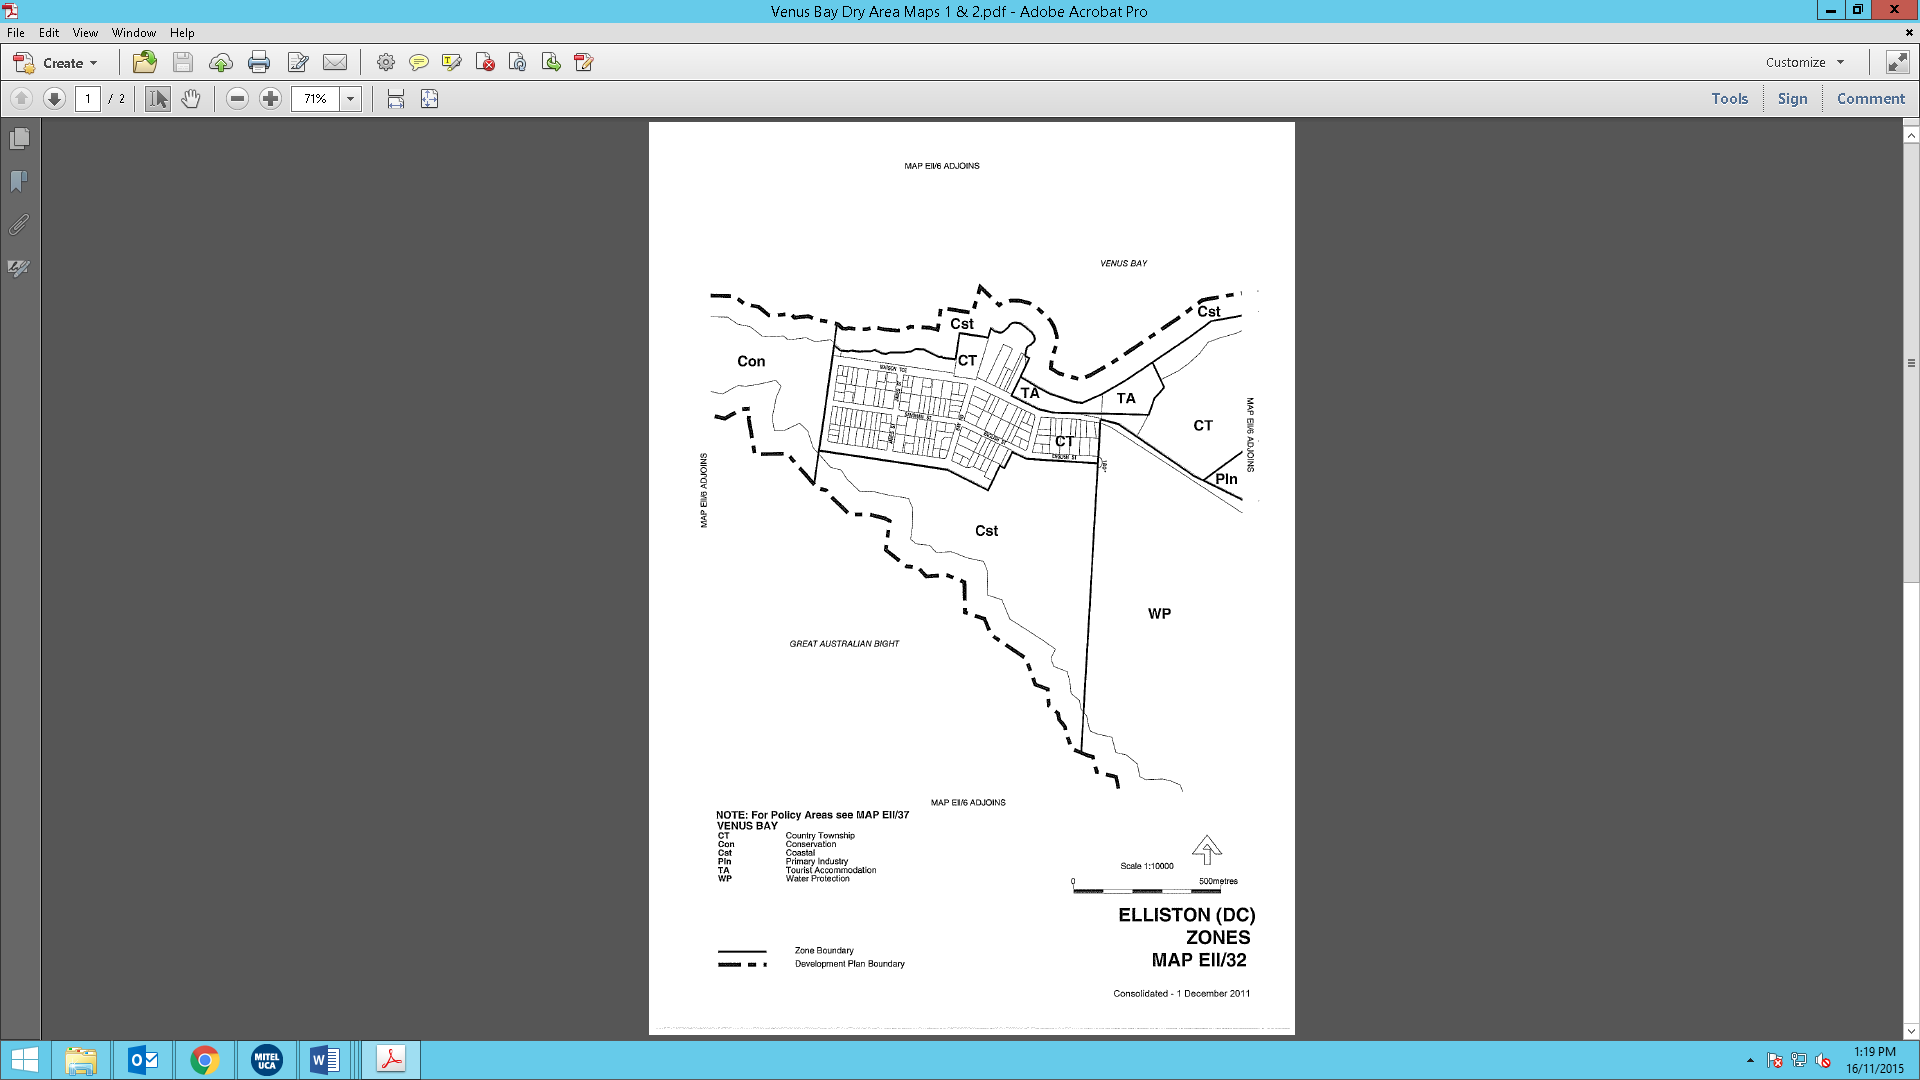 Venus Bay Dry Area Maps 1 & 2.pdf - Adobe Acrobat Pro
File Edit View Window Help
Create
Customize
1 / 2
71%
Tools Sign Comment
MAP Ell/6 ADJOINS
VENUS BAY
Cst
Cst
CT
Con
TA
TA
CT
MAP Ell/6 ADJOINS
CT
ENGLISH ST
Pln
MAP Ell/6 ADJOINS
Cst
WP
GREAT AUSTRALIAN BIGHT
MAP Ell/6 ADJOINS
NOTE: For Policy Areas see MAP Ell/37
VENUS BAY
CT Country Township
Con Conservation
Cst Coastal
Pln Primary Industry
TA Tourist Accommodation
WP Water Protection
Scale 1:10000
0 500metres
ELLISTON (DC)
ZONES
MAP Ell/32
Zone Boundary
Development Plan Boundary
Consolidated - 1 December 2011
MITEL
UCA
1:19 PM
16/11/2015